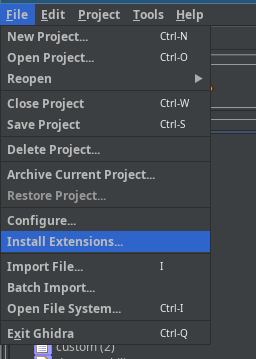 File Edit Project Tools Help
New Project... Ctrl-N
Open Project... Ctrl-O
Reopen
Close Project Ctrl-W
Save Project Ctrl-S
Delete Project...
Archive Current Project...
Restore Project...
Configure...
Install Extensions...
Import File... I
Batch Import...
Open File System... Ctrl-I
Exit Ghidra Ctrl-Q
custom (2)